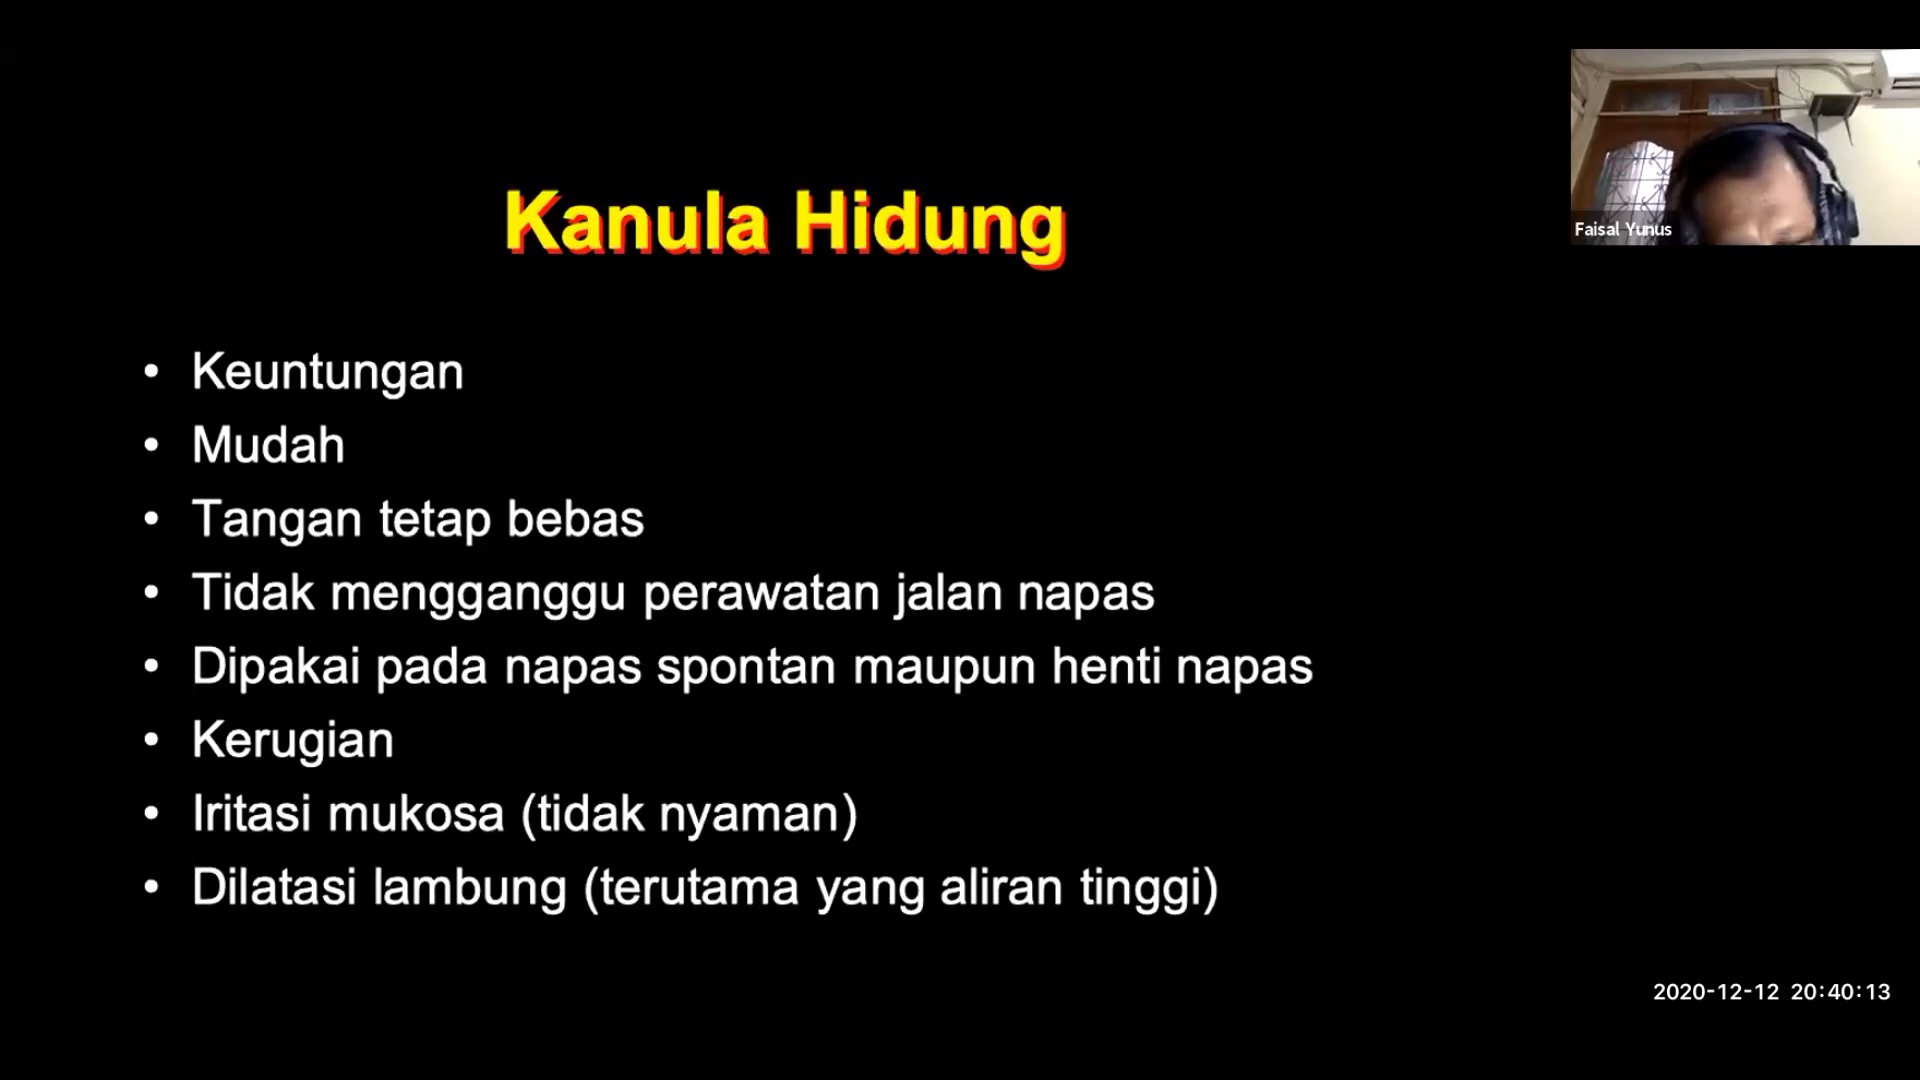 Kanula Hidung
Faisal Yunus
• Keuntungan
• Mudah
• Tangan tetap bebas
• Tidak mengganggu perawatan jalan napas
• Dipakai pada napas spontan maupun henti napas
• Kerugian
• Iritasi mukosa (tidak nyaman)
• Dilatasi lambung (terutama yang aliran tinggi)
2020-12-12 20:40:13